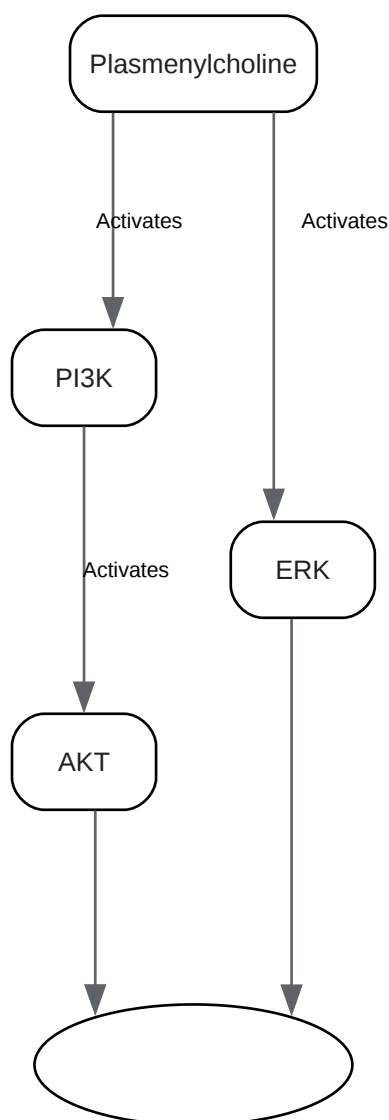 Plasmenylcholine
Activates
Activates
PI3K
Activates
ERK
AKT